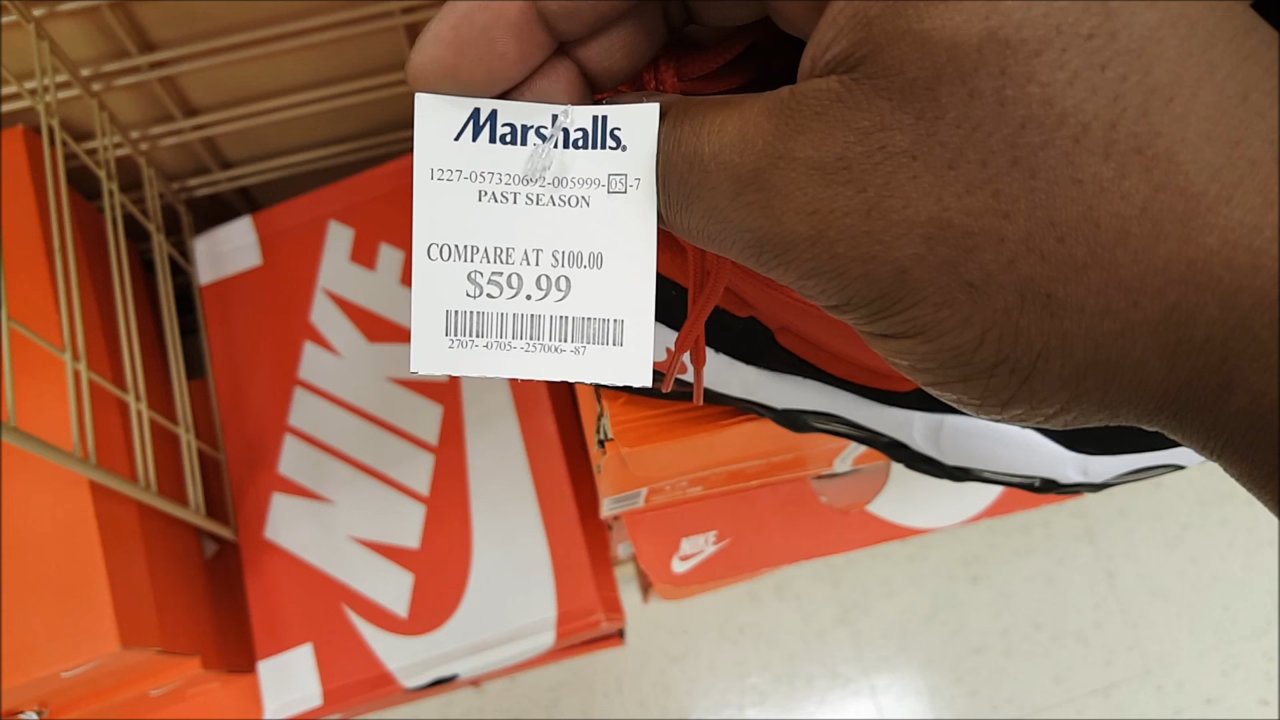 Marshalls.
1227-057320692-005999-05-7
PAST SEASON
COMPARE AT $100.00
$59.99
2707- -0705- -257006- -87
NIKE
NIKE